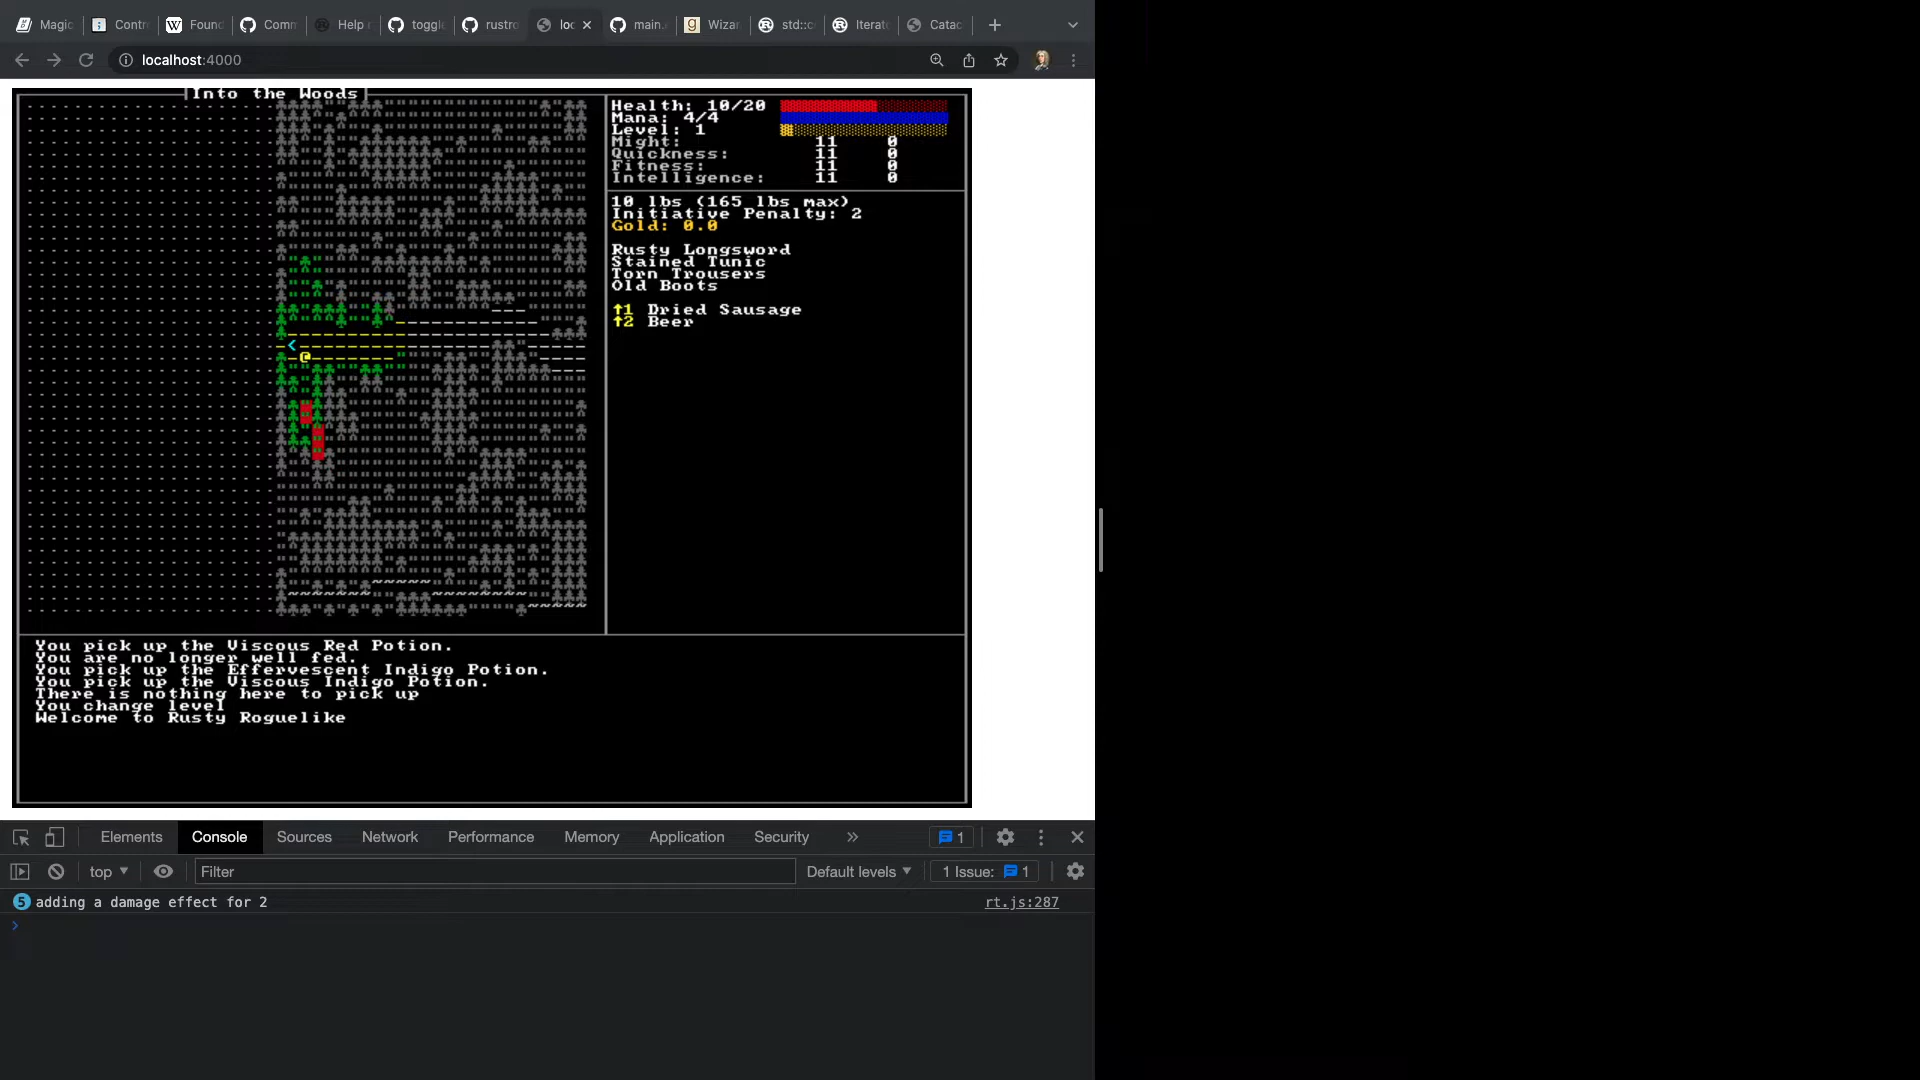 Magic
Contr
Found
Comm
Help
toggle
rustro
loc
main.
Wizar
std::c
Iterato
Catac
localhost:4000
Into the Woods
Health: 10/20
Mana: 4/4
Level: 1
Might: 11 0
Quickness: 11 0
Fitness: 11 0
Intelligence: 11 0
10 lbs (165 lbs max)
Initiative Penalty: 2
Gold: 0.0
Rusty Longsword
Stained Tunic
Torn Trousers
Old Boots
↑1 Dried Sausage
↑2 Beer
You pick up the Viscous Red Potion.
You are no longer well fed.
You pick up the Effervescent Indigo Potion.
You pick up the Viscous Indigo Potion.
There is nothing here to pick up
You change level
Welcome to Rusty Roguelike
Elements Console Sources Network Performance Memory Application Security » 1
top ▼ Filter Default levels ▼ 1 Issue: 1
5 adding a damage effect for 2 rt.js:287